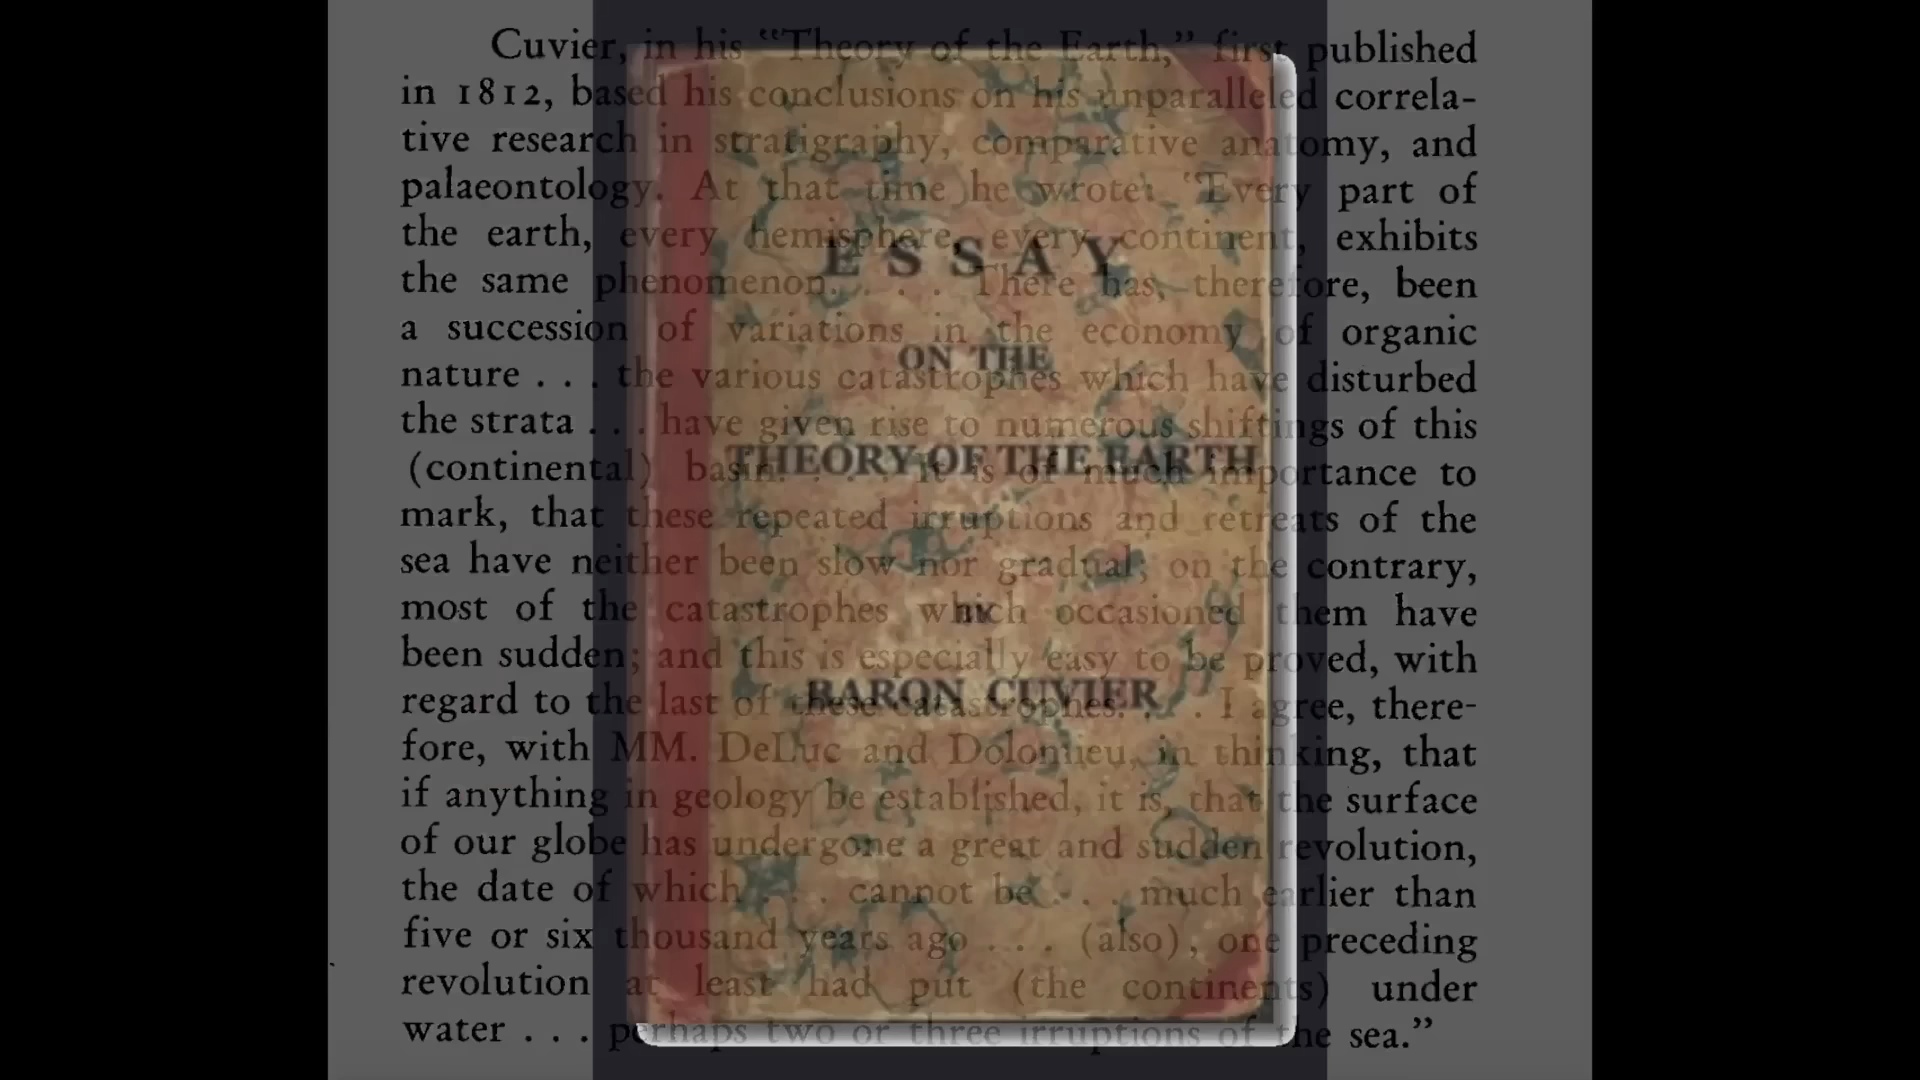 Cuvier, in his “Theory of the Earth,” first published
in 1812, based his conclusions on his unparalleled correla-
tive research in stratigraphy, comparative anatomy, and
palaeontology. At that time he wrote: “Every part of
the earth, every hemisphere, every continent, exhibits
the same phenomenon. . . . There has, therefore, been
a succession of variations in the economy of organic
nature . . . the various catastrophes which have disturbed
the strata . . . have given rise to numerous shiftings of this
(continental) basin. . . . It is of much importance to
mark, that these repeated irruptions and retreats of the
sea have neither been slow nor gradual; on the contrary,
most of the catastrophes which occasioned them have
been sudden; and this is especially easy to be proved, with
regard to the last of these catastrophes. . . . I agree, there-
fore, with MM. DeLuc and Dolomieu, in thinking, that
if anything in geology be established, it is, that the surface
of our globe has undergone a great and sudden revolution,
the date of which . . . cannot be . . . much earlier than
five or six thousand years ago . . . (also), one preceding
revolution at least had put (the continents) under
water . . . perhaps two or three irruptions of the sea.”
ESSAY
ON THE
THEORY OF THE EARTH
BY
BARON CUVIER